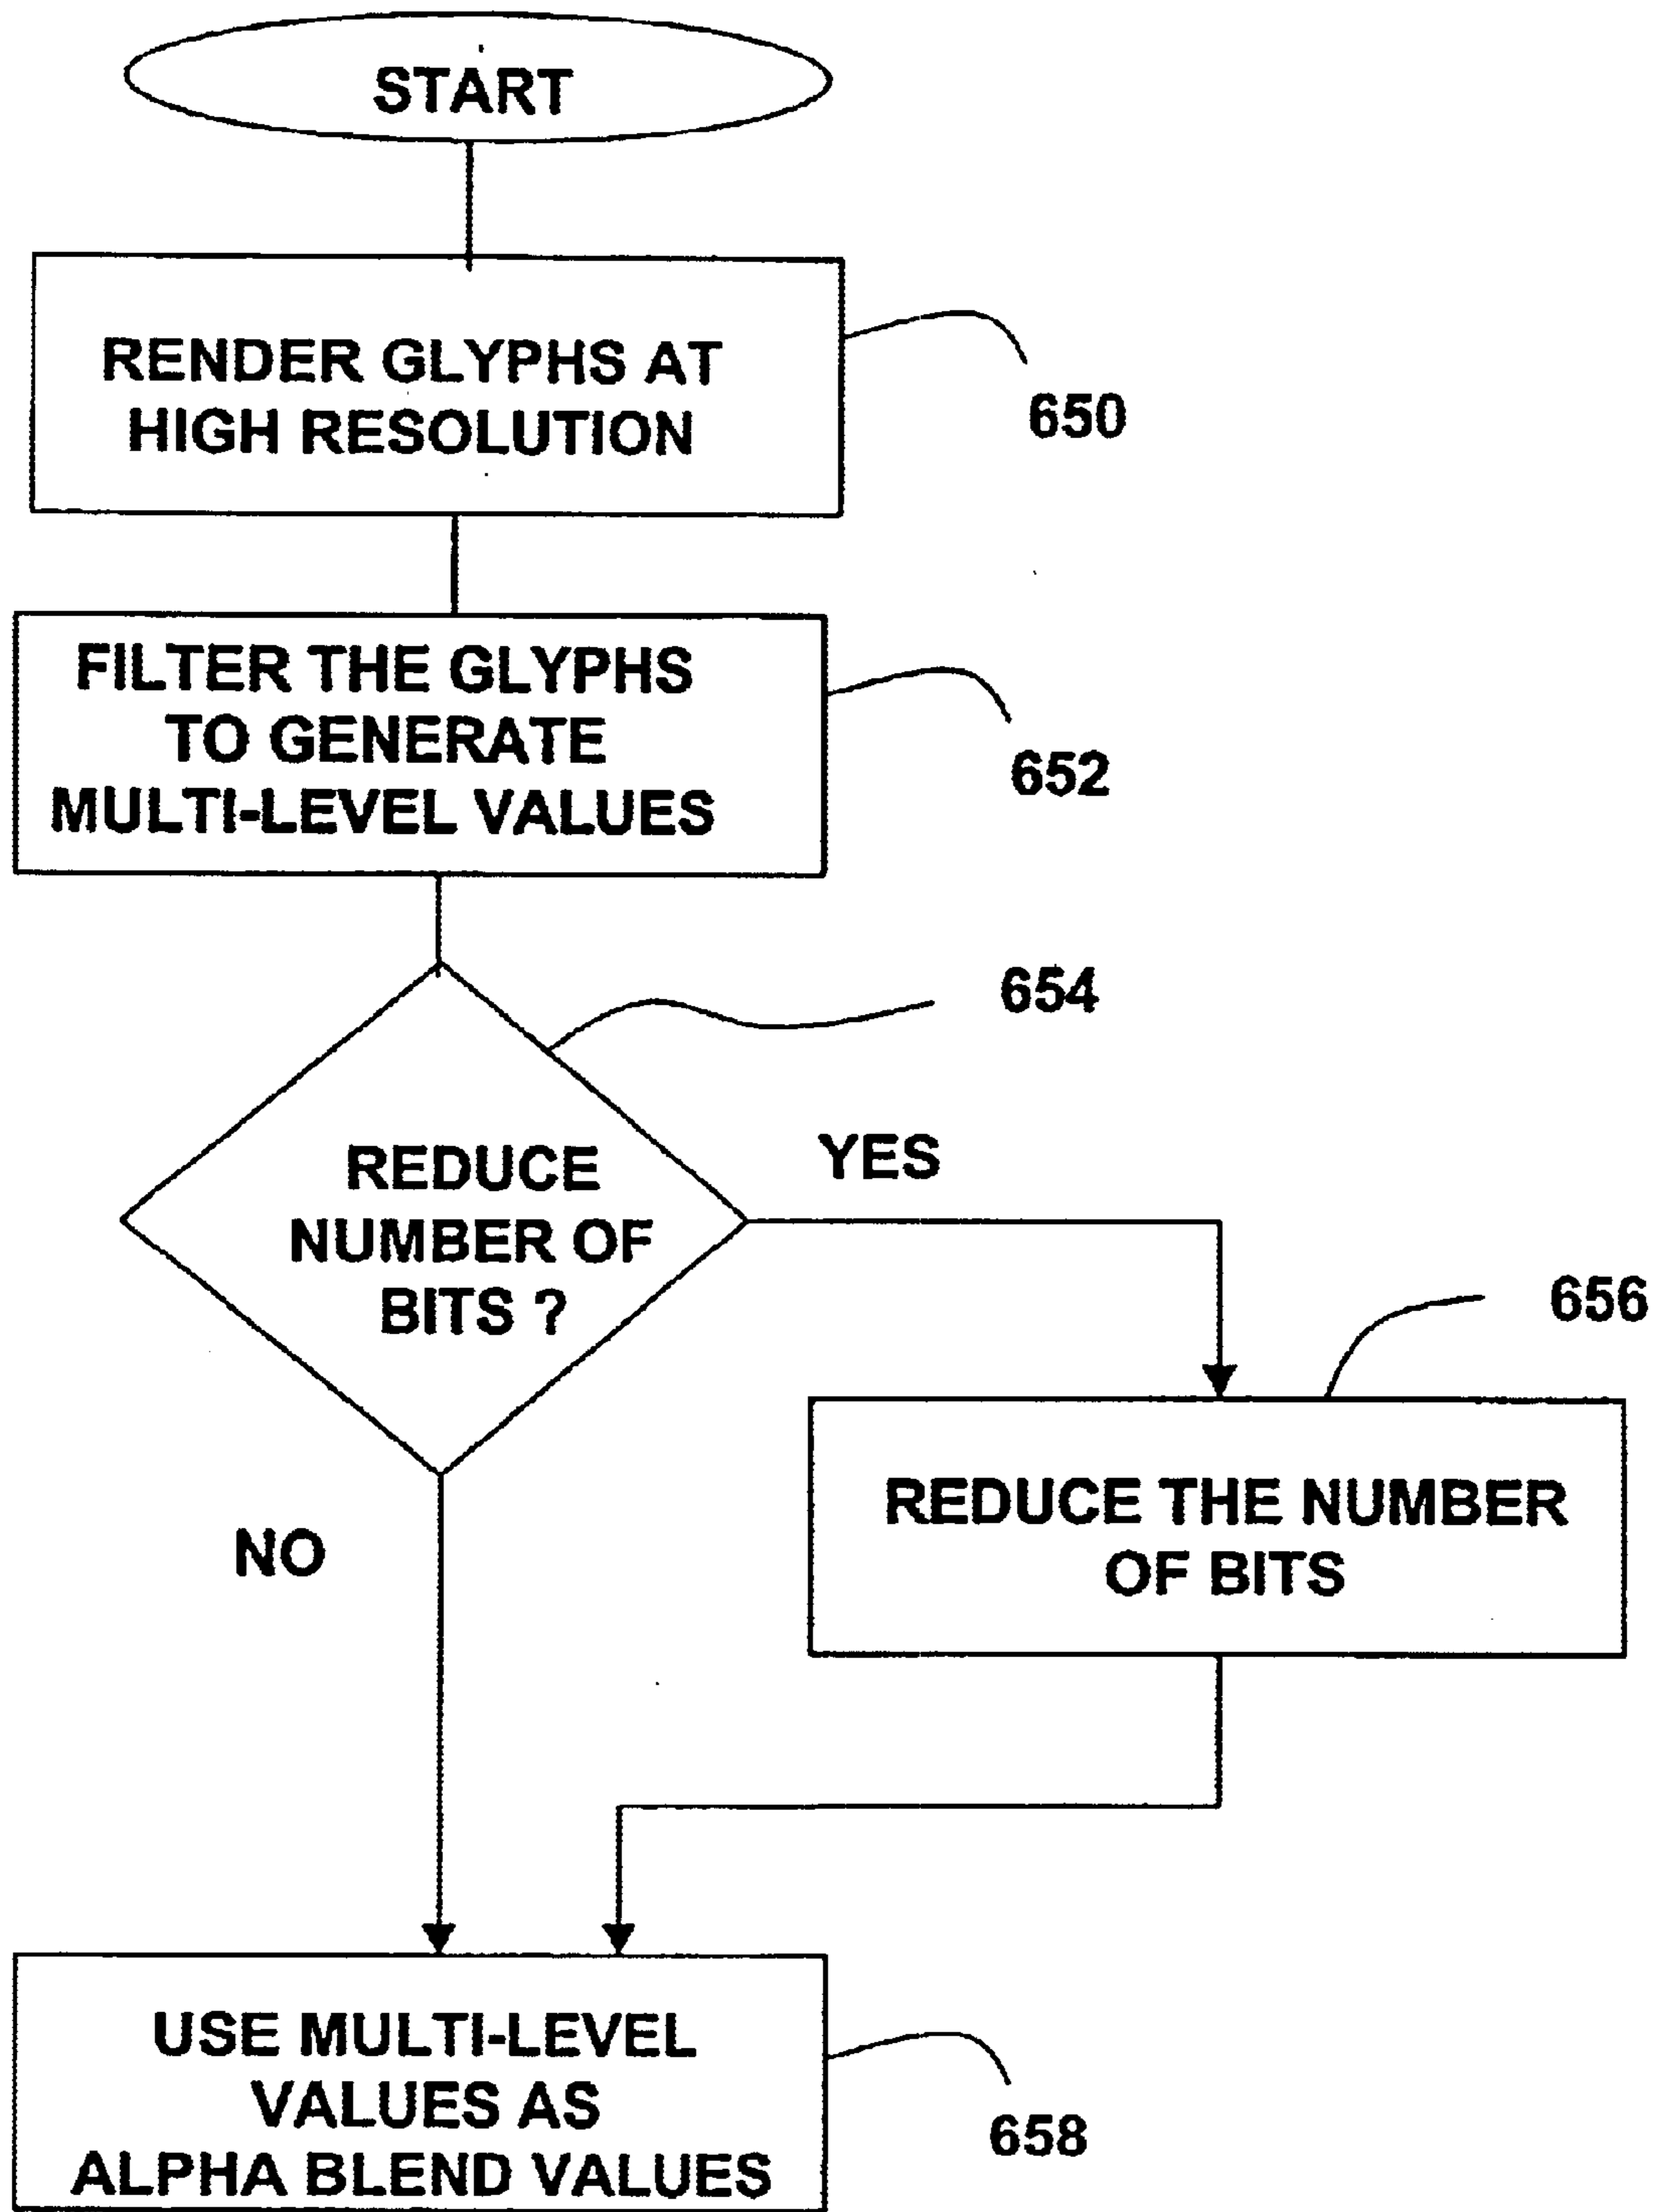 START
RENDER GLYPHS AT
HIGH RESOLUTION
650
FILTER THE GLYPHS
TO GENERATE
MULTI-LEVEL VALUES
652
654
REDUCE
NUMBER OF
BITS ?
YES
656
REDUCE THE NUMBER
OF BITS
NO
USE MULTI-LEVEL
VALUES AS
ALPHA BLEND VALUES
658